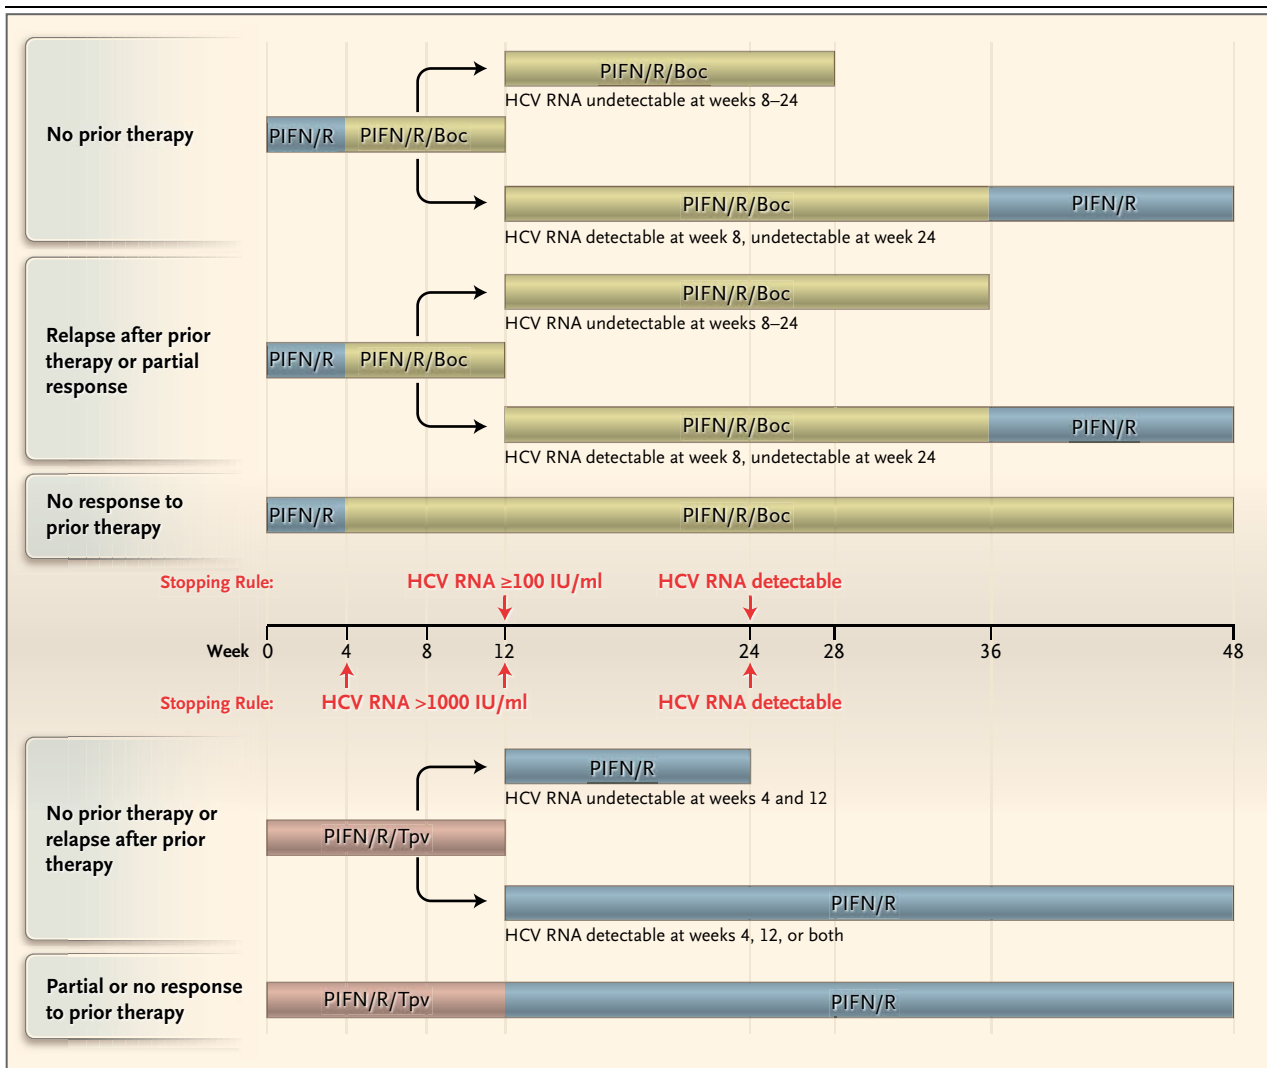 No prior therapy
PIFN/R
PIFN/R/Boc
PIFN/R/Boc
HCV RNA undetectable at weeks 8–24
PIFN/R/Boc
PIFN/R
HCV RNA detectable at week 8, undetectable at week 24
Relapse after prior
therapy or partial
response
PIFN/R
PIFN/R/Boc
PIFN/R/Boc
HCV RNA undetectable at weeks 8–24
PIFN/R/Boc
PIFN/R
HCV RNA detectable at week 8, undetectable at week 24
No response to
prior therapy
PIFN/R
PIFN/R/Boc
Stopping Rule:
HCV RNA ≥100 IU/ml
HCV RNA detectable
Week 0 4 8 12 24 28 36 48
Stopping Rule:
HCV RNA >1000 IU/ml
HCV RNA detectable
No prior therapy or
relapse after prior
therapy
PIFN/R/Tpv
PIFN/R
HCV RNA undetectable at weeks 4 and 12
PIFN/R
HCV RNA detectable at weeks 4, 12, or both
Partial or no response
to prior therapy
PIFN/R/Tpv
PIFN/R